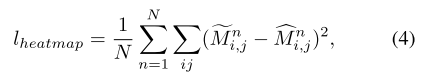 $l_{heatmap} = \frac{1}{N} \sum_{n=1}^{N} \sum_{ij} (\widetilde{M}_{i,j}^{n} - \widehat{M}_{i,j}^{n})^2,$ (4)